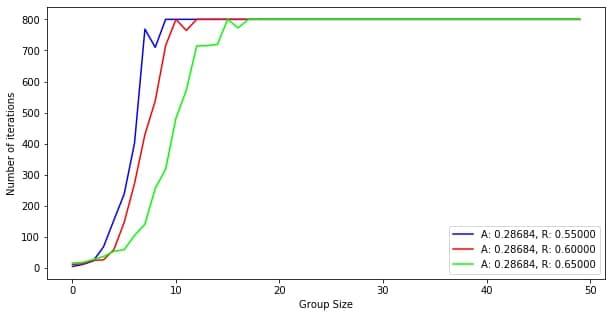 800
700
600
500
400
300
200
100
0
Number of iterations
0 10 20 30 40 50
Group Size
A: 0.28684, R: 0.55000
A: 0.28684, R: 0.60000
A: 0.28684, R: 0.65000